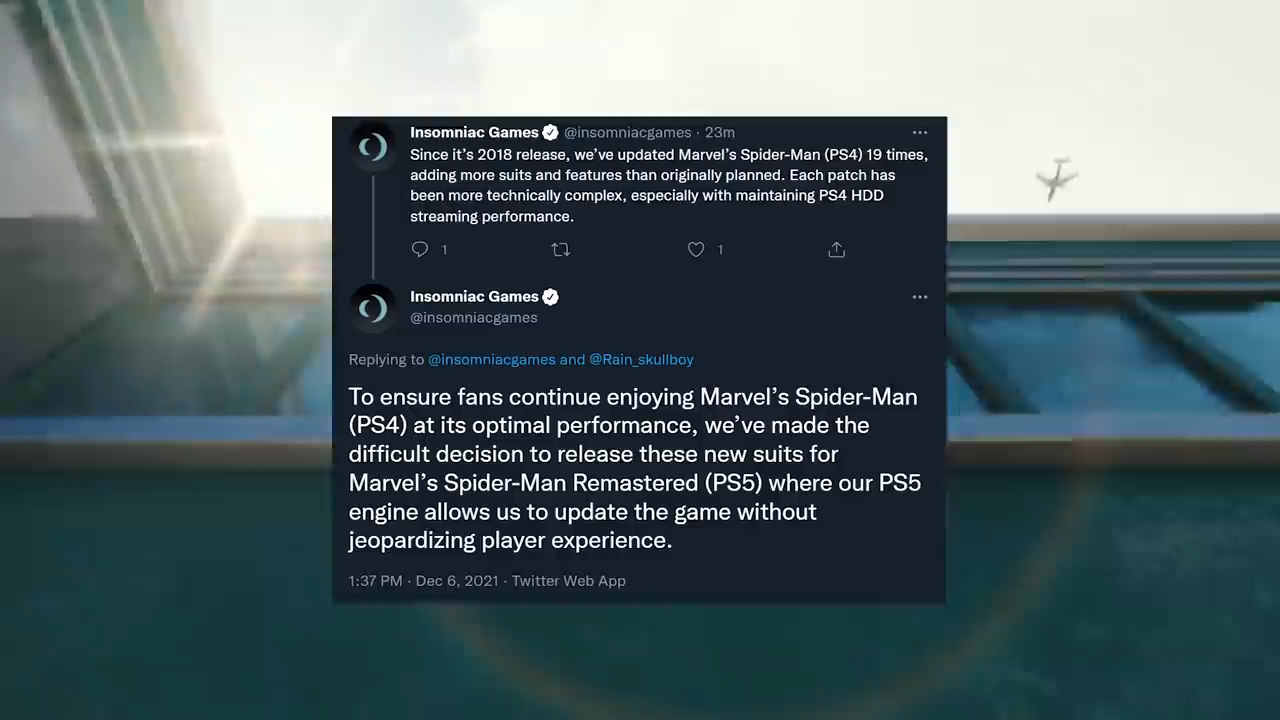 Insomniac Games @insomniacgames · 23m
Since it's 2018 release, we've updated Marvel's Spider-Man (PS4) 19 times,
adding more suits and features than originally planned. Each patch has
been more technically complex, especially with maintaining PS4 HDD
streaming performance.
1 1
Insomniac Games
@insomniacgames
Replying to @insomniacgames and @Rain_skullboy
To ensure fans continue enjoying Marvel's Spider-Man
(PS4) at its optimal performance, we've made the
difficult decision to release these new suits for
Marvel's Spider-Man Remastered (PS5) where our PS5
engine allows us to update the game without
jeopardizing player experience.
1:37 PM · Dec 6, 2021 · Twitter Web App